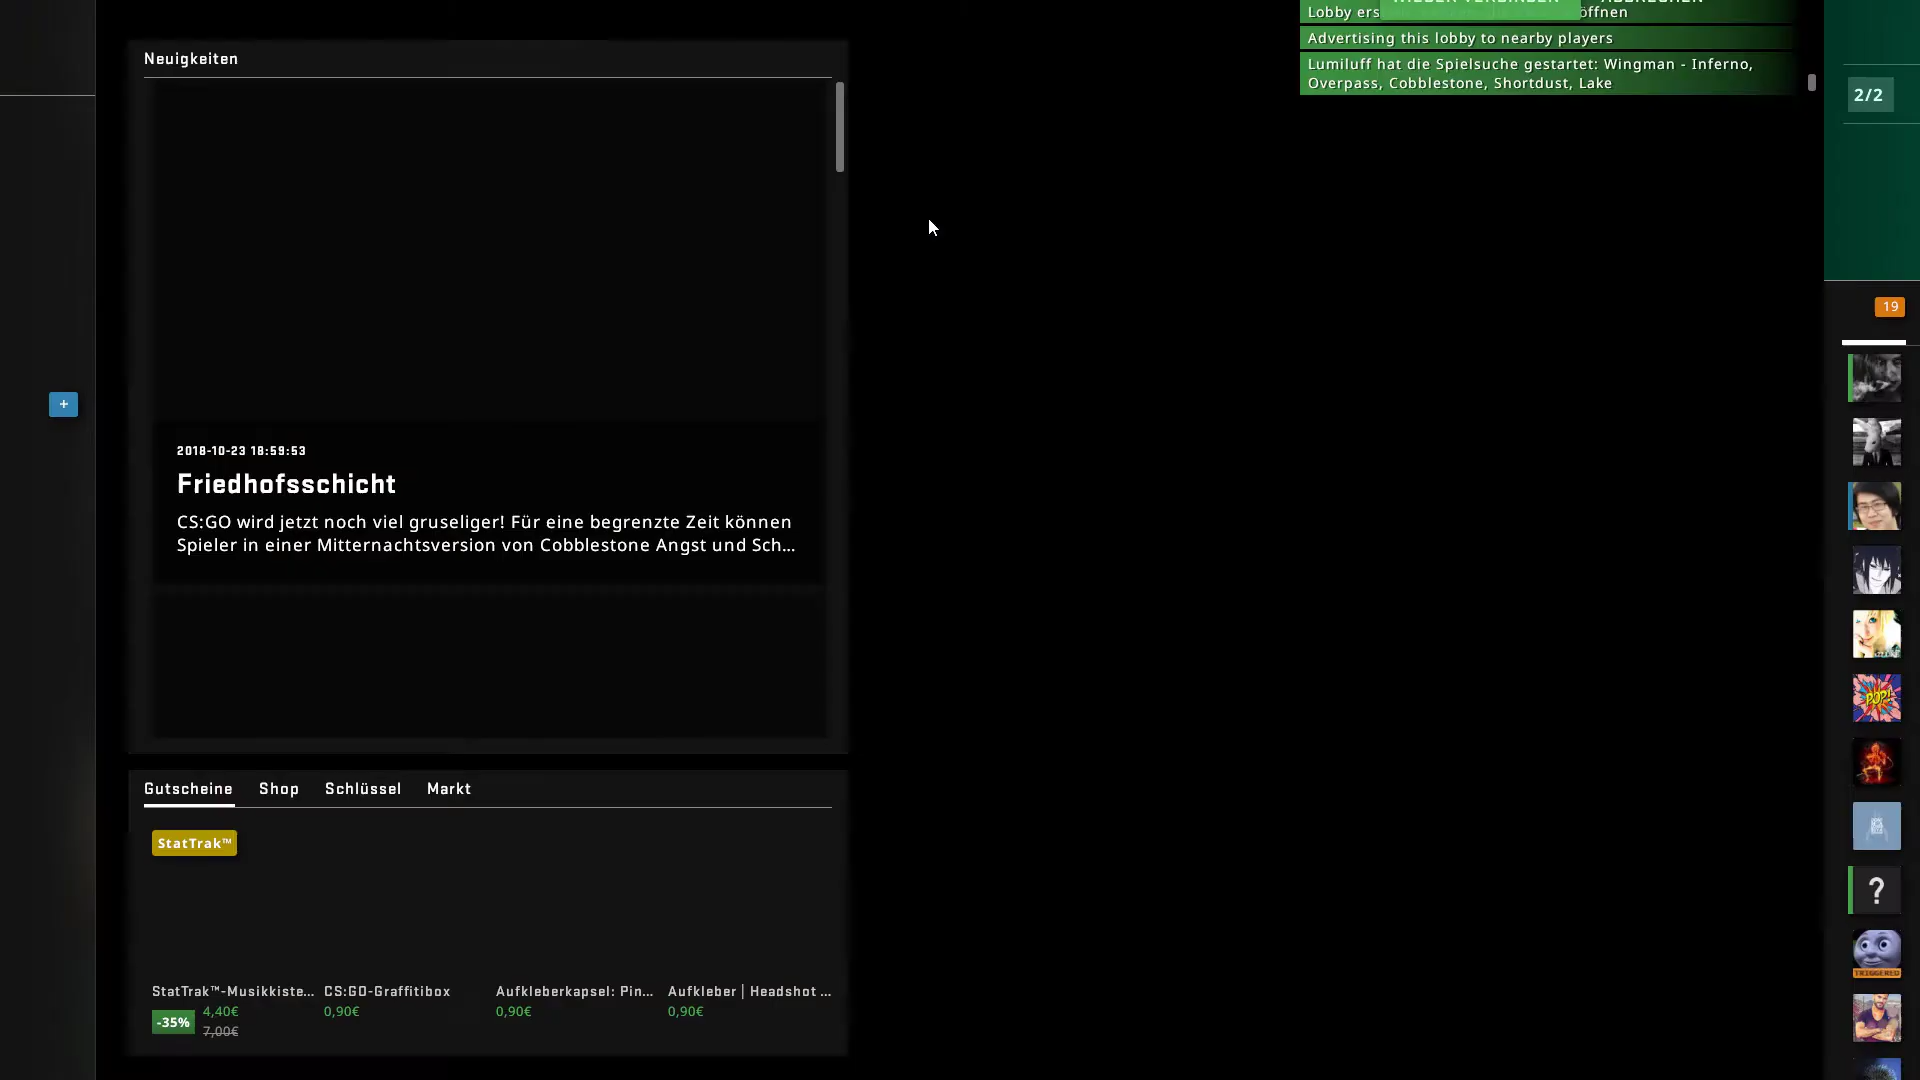 Lobby ers
öffnen
Advertising this lobby to nearby players
Lumiluff hat die Spielsuche gestartet: Wingman - Inferno,
Overpass, Cobblestone, Shortdust, Lake
2/2
Neuigkeiten
19
+
2018-10-23 18:59:53
Friedhofsschicht
CS:GO wird jetzt noch viel gruseliger! Für eine begrenzte Zeit können
Spieler in einer Mitternachtsversion von Cobblestone Angst und Sch...
POP!
?
TRIGGERED
Gutscheine Shop Schlüssel Markt
StatTrak™
StatTrak™-Musikkiste...
-35%
4,40€
7,00€
CS:GO-Graffitibox
0,90€
Aufkleberkapsel: Pin...
0,90€
Aufkleber | Headshot ...
0,90€